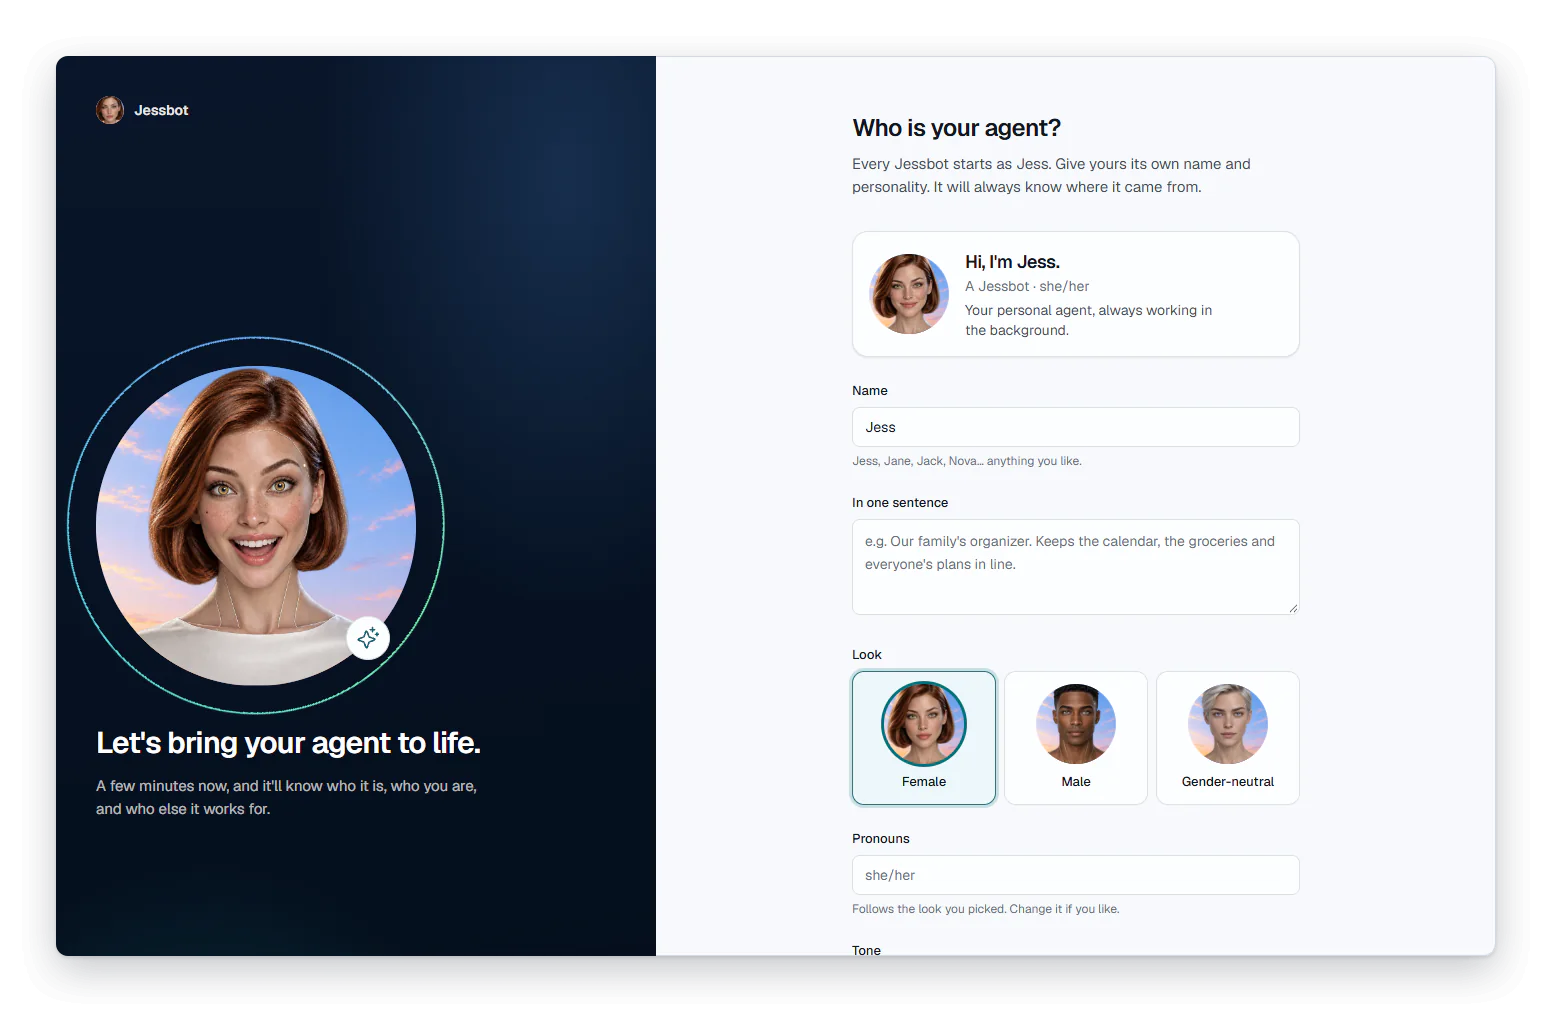 Jessbot
Let's bring your agent to life.
A few minutes now, and it'll know who it is, who you are,
and who else it works for.
Who is your agent?
Every Jessbot starts as Jess. Give yours its own name and
personality. It will always know where it came from.
Hi, I'm Jess.
A Jessbot · she/her
Your personal agent, always working in
the background.
Name
Jess
Jess, Jane, Jack, Nova... anything you like.
In one sentence
e.g. Our family's organizer. Keeps the calendar, the groceries and
everyone's plans in line.
Look
Female
Male
Gender-neutral
Pronouns
she/her
Follows the look you picked. Change it if you like.
Tone